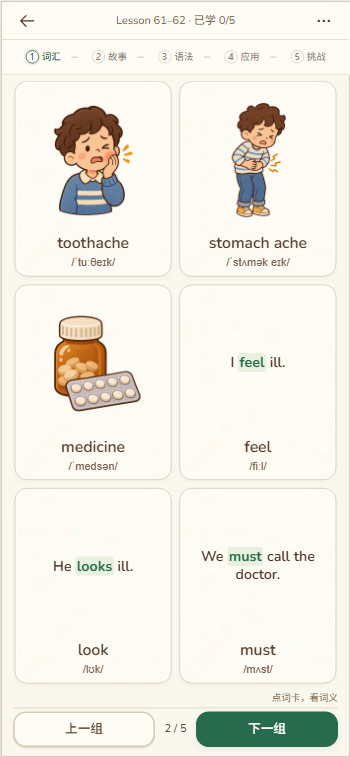 Lesson 61–62 · 已学 0/5
1 词汇 — 2 故事 — 3 语法 — 4 应用 — 5 挑战
toothache
/ˈtuːθeɪk/
stomach ache
/ˈstʌmək eɪk/
medicine
/ˈmedsən/
I feel ill.
feel
/fiːl/
He looks ill.
look
/lʊk/
We must call the
doctor.
must
/mʌst/
点词卡，看词义
上一组
2 / 5
下一组